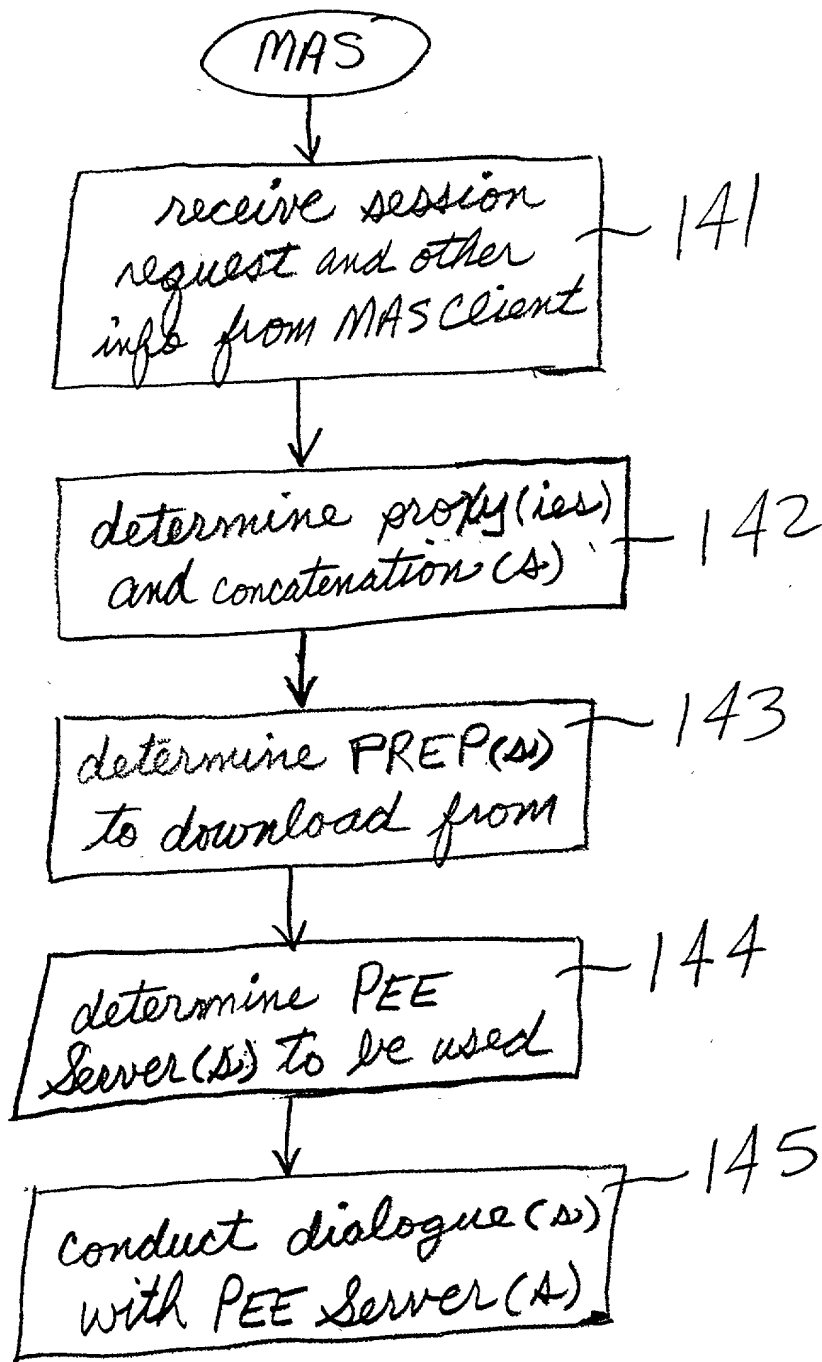 MAS
receive session
request and other
info from MAS Client
141
determine proxy(ies)
and concatenation(s)
142
determine PREP(s)
to download from
143
determine PEE
Server(s) to be used
144
conduct dialogue(s)
with PEE Server(s)
145